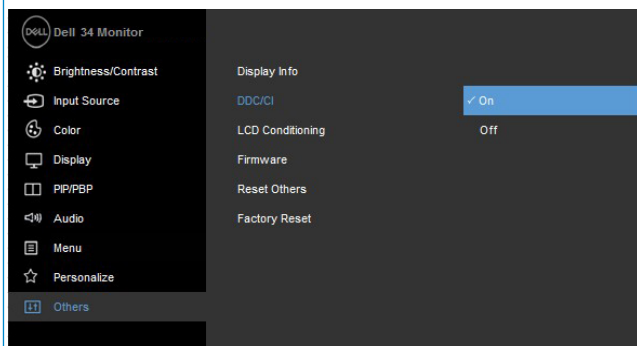 DELL Dell 34 Monitor
Brightness/Contrast
Input Source
Color
Display
PIP/PBP
Audio
Menu
Personalize
Others
Display Info
DDC/CI
LCD Conditioning
Firmware
Reset Others
Factory Reset
✓ On
Off